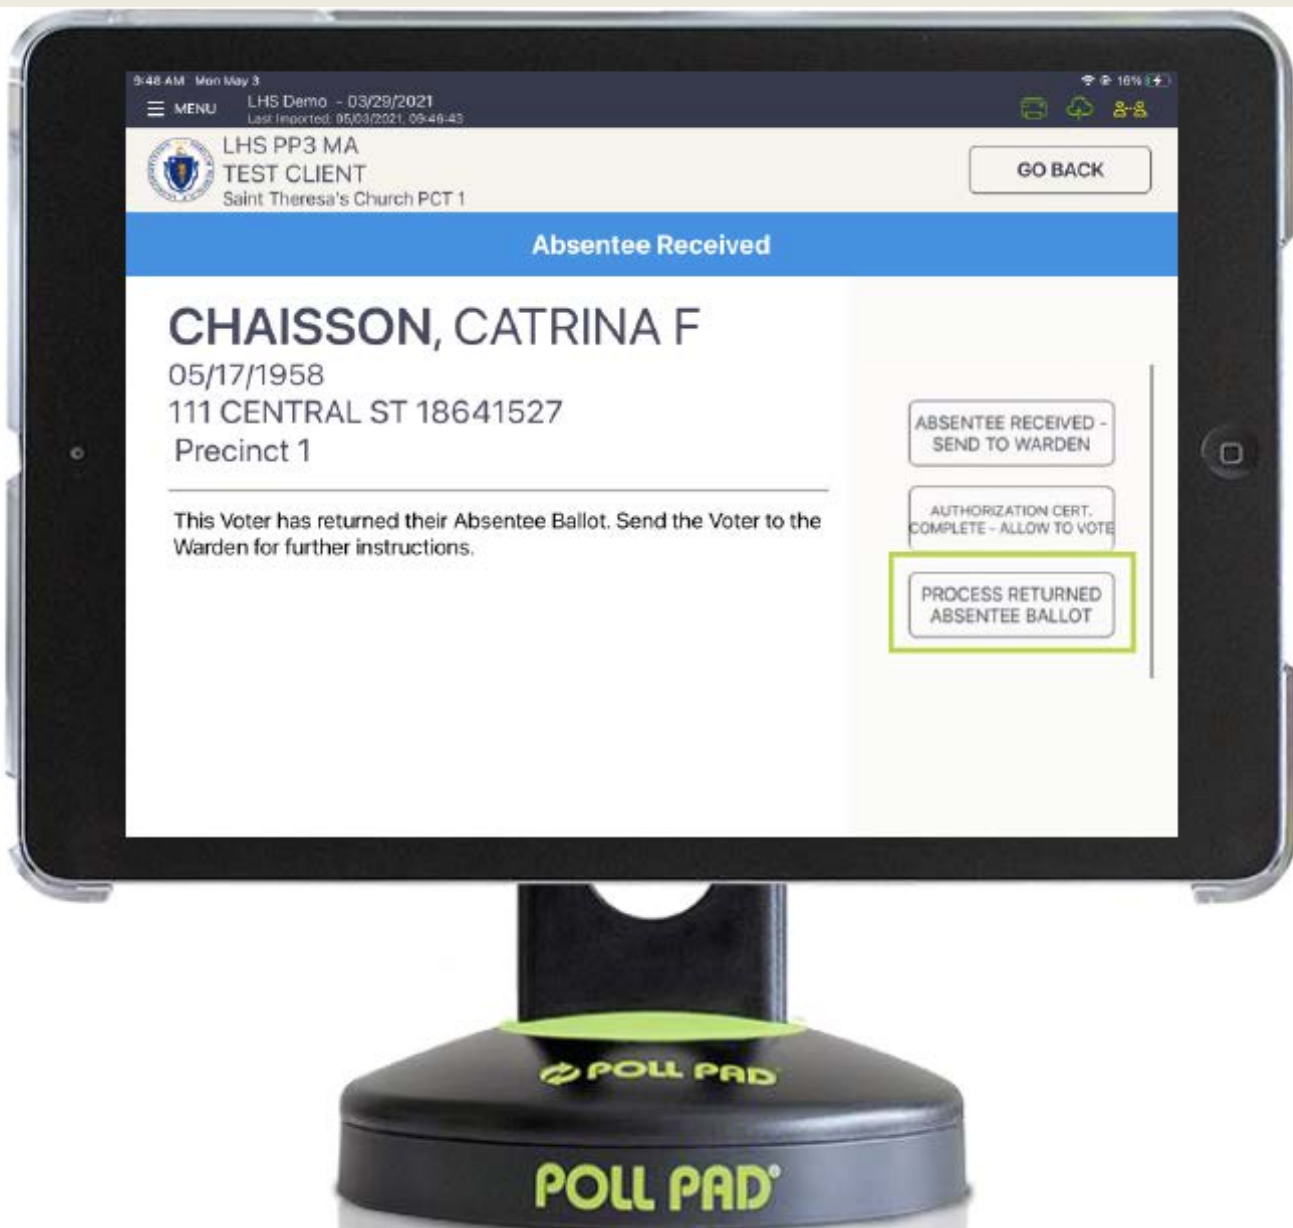 9:48 AM Mon May 3
16%
MENU
LHS Demo - 03/29/2021
Last Imported: 05/03/2021, 09:46:43
LHS PP3 MA
TEST CLIENT
Saint Theresa's Church PCT 1
GO BACK
Absentee Received
CHAISSON, CATRINA F
05/17/1958
111 CENTRAL ST 18641527
Precinct 1
This Voter has returned their Absentee Ballot. Send the Voter to the
Warden for further instructions.
ABSENTEE RECEIVED -
SEND TO WARDEN
AUTHORIZATION CERT.
COMPLETE - ALLOW TO VOTE
PROCESS RETURNED
ABSENTEE BALLOT
POLL PAD
POLL PAD®